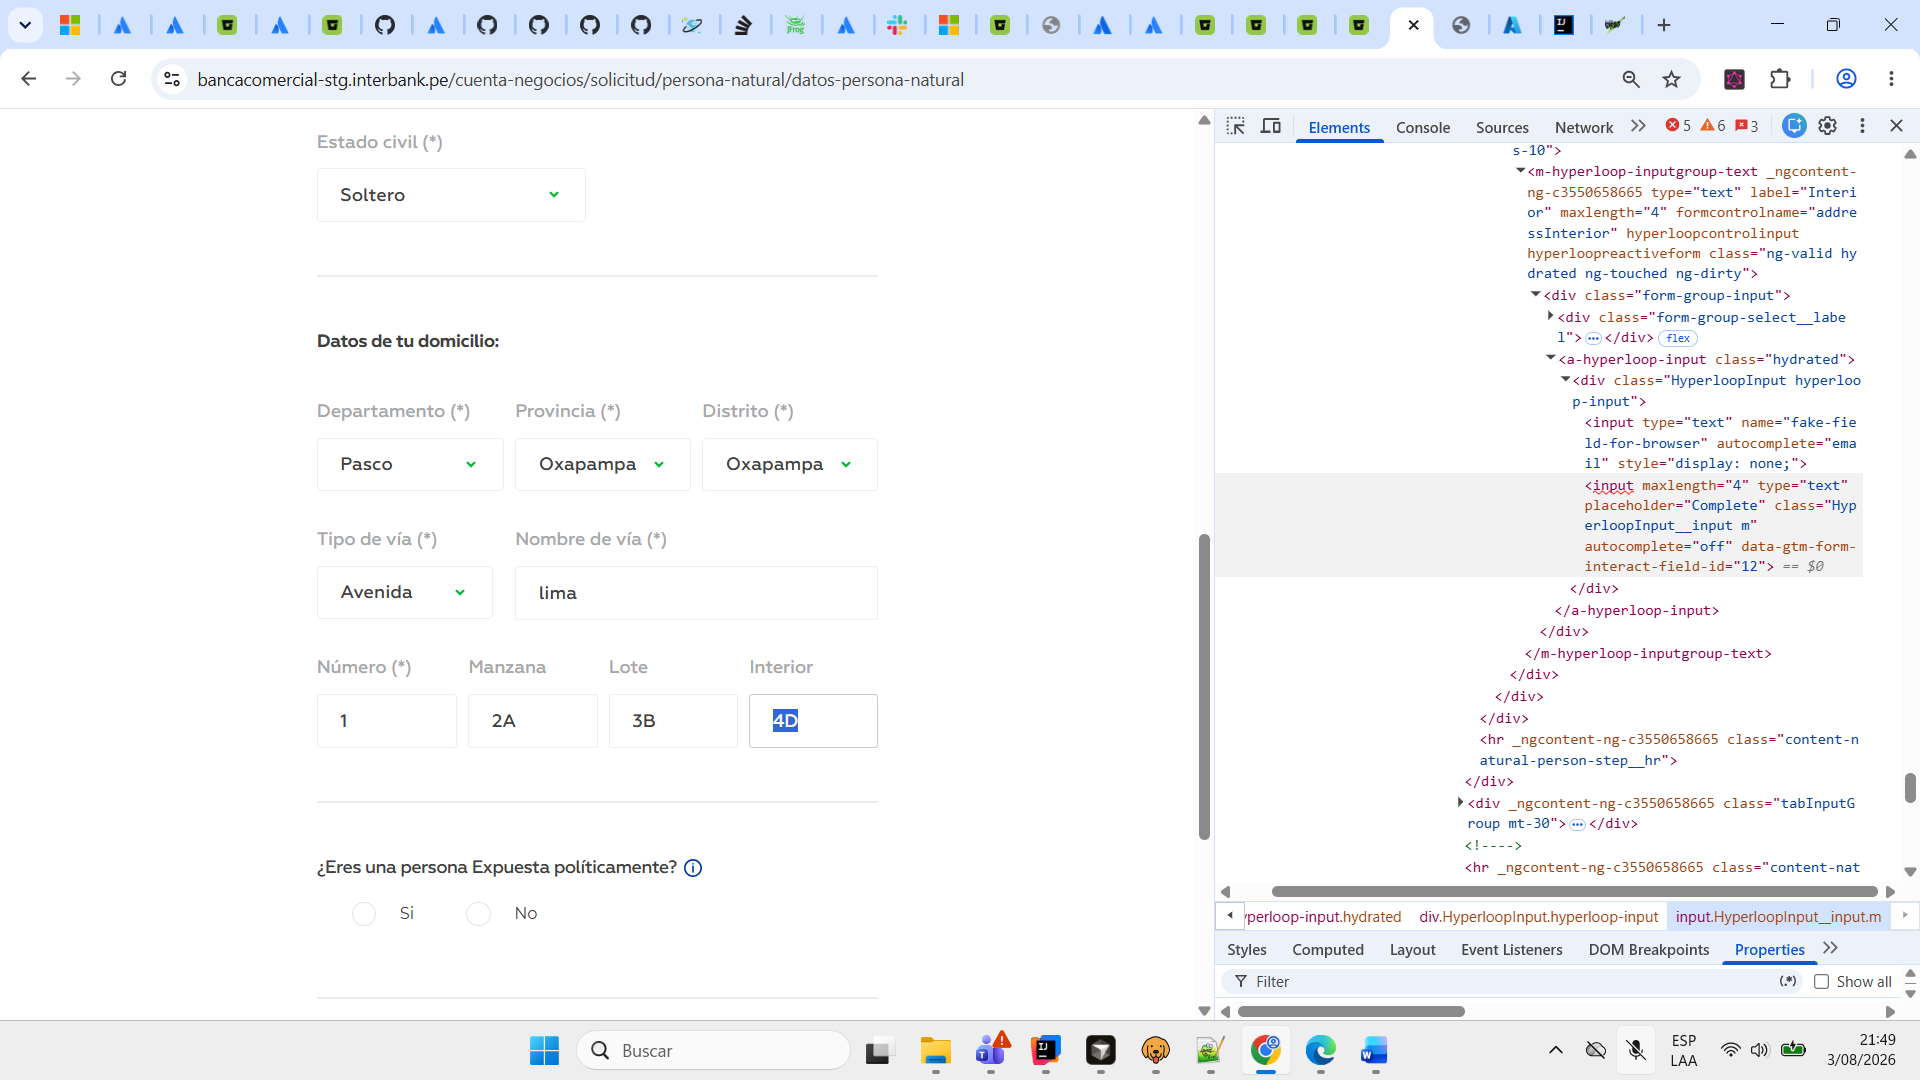 bancacomercial-stg.interbank.pe/cuenta-negocios/solicitud/persona-natural/datos-persona-natural
Estado civil (*)
Soltero
Datos de tu domicilio:
Departamento (*) Provincia (*) Distrito (*)
Pasco Oxapampa Oxapampa
Tipo de vía (*) Nombre de vía (*)
Avenida lima
Número (*) Manzana Lote Interior
1 2A 3B 4D
¿Eres una persona Expuesta políticamente?
Si No
Elements Console Sources Network 5 6 3
s-10">
<m-hyperloop-inputgroup-text _ngcontent-
ng-c3550658665 type="text" label="Interi
or" maxlength="4" formcontrolname="addre
ssInterior" hyperloopcontrolinput
hyperloopreactiveform class="ng-valid hy
drated ng-touched ng-dirty">
<div class="form-group-input">
<div class="form-group-select__labe
l"> ••• </div> flex
<a-hyperloop-input class="hydrated">
<div class="HyperloopInput hyperloo
p-input">
<input type="text" name="fake-fie
ld-for-browser" autocomplete="ema
il" style="display: none;">
<input maxlength="4" type="text"
placeholder="Complete" class="Hyp
erloopInput__input m"
autocomplete="off" data-gtm-form-
interact-field-id="12"> == $0
</div>
</a-hyperloop-input>
</div>
</m-hyperloop-inputgroup-text>
</div>
</div>
</div>
<hr _ngcontent-ng-c3550658665 class="content-n
atural-person-step__hr">
</div>
<div _ngcontent-ng-c3550658665 class="tabInputG
roup mt-30"> ••• </div>
<!---->
<hr _ngcontent-ng-c3550658665 class="content-nat
yperloop-input.hydrated div.HyperloopInput.hyperloop-input input.HyperloopInput__input.m
Styles Computed Layout Event Listeners DOM Breakpoints Properties
Filter (.*) Show all
Buscar
ESP
LAA
21:49
3/08/2026